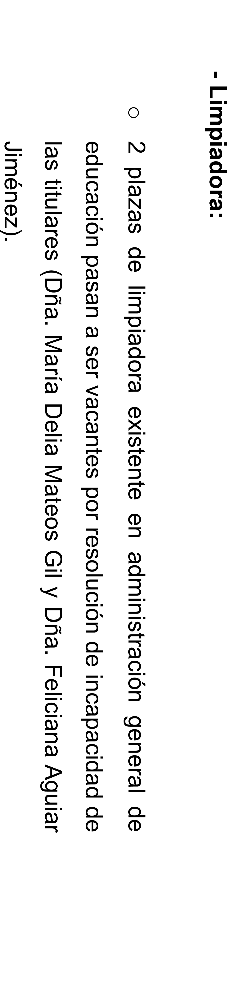 - Limpiadora:
○ 2 plazas de limpiadora existente en administración general de
educación pasan a ser vacantes por resolución de incapacidad de
las titulares (Dña. María Delia Mateos Gil y Dña. Feliciana Aguiar
Jiménez).